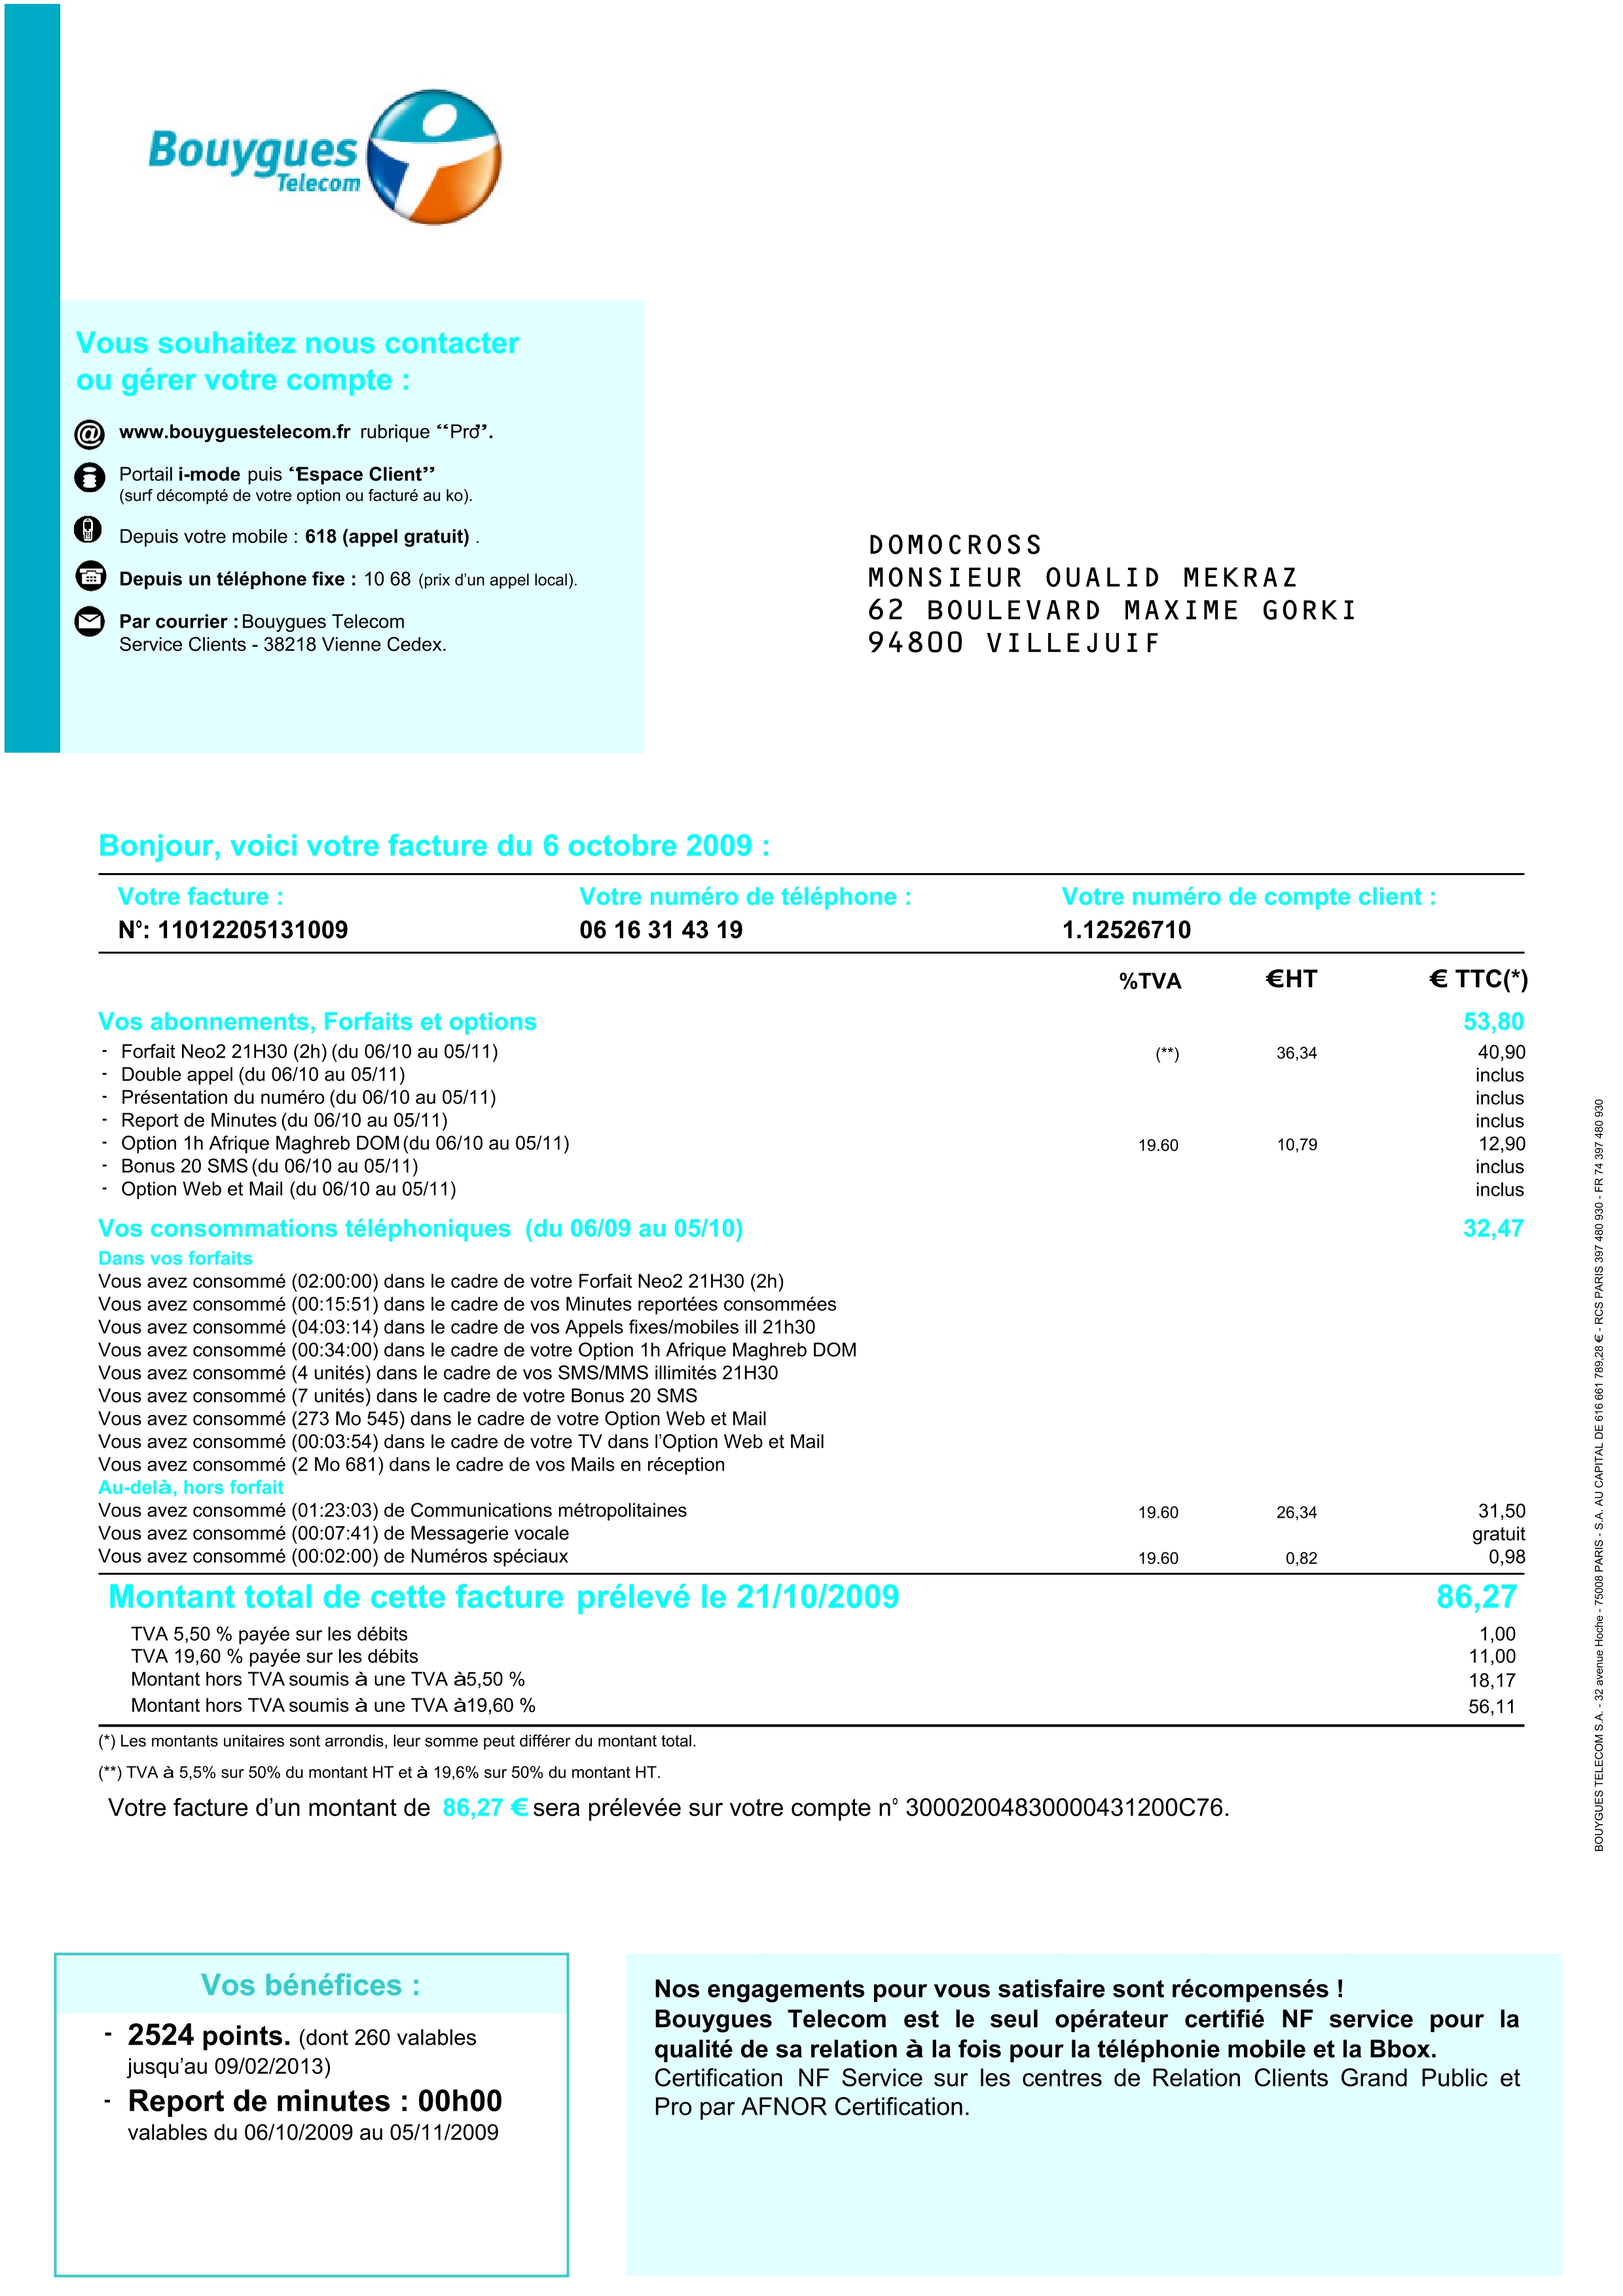 Bouygues
Telecom
Vous souhaitez nous contacter
ou gérer votre compte :
@ www.bouyguestelecom.fr rubrique “Pro”.
Portail i-mode puis “Espace Client”
(surf décompté de votre option ou facturé au ko).
Depuis votre mobile : 618 (appel gratuit) .
Depuis un téléphone fixe : 10 68 (prix d’un appel local).
Par courrier : Bouygues Telecom
Service Clients - 38218 Vienne Cedex.
DOMOCROSS
MONSIEUR OUALID MEKRAZ
62 BOULEVARD MAXIME GORKI
94800 VILLEJUIF
Bonjour, voici votre facture du 6 octobre 2009 :
Votre facture : Votre numéro de téléphone : Votre numéro de compte client :
N°: 11012205131009 06 16 31 43 19 1.12526710
%TVA €HT € TTC(*)
Vos abonnements, Forfaits et options 53,80
- Forfait Neo2 21H30 (2h) (du 06/10 au 05/11) (**) 36,34 40,90
- Double appel (du 06/10 au 05/11) inclus
- Présentation du numéro (du 06/10 au 05/11) inclus
- Report de Minutes (du 06/10 au 05/11) inclus
- Option 1h Afrique Maghreb DOM (du 06/10 au 05/11) 19.60 10,79 12,90
- Bonus 20 SMS (du 06/10 au 05/11) inclus
- Option Web et Mail (du 06/10 au 05/11) inclus
Vos consommations téléphoniques (du 06/09 au 05/10) 32,47
Dans vos forfaits
Vous avez consommé (02:00:00) dans le cadre de votre Forfait Neo2 21H30 (2h)
Vous avez consommé (00:15:51) dans le cadre de vos Minutes reportées consommées
Vous avez consommé (04:03:14) dans le cadre de vos Appels fixes/mobiles ill 21h30
Vous avez consommé (00:34:00) dans le cadre de votre Option 1h Afrique Maghreb DOM
Vous avez consommé (4 unités) dans le cadre de vos SMS/MMS illimités 21H30
Vous avez consommé (7 unités) dans le cadre de votre Bonus 20 SMS
Vous avez consommé (273 Mo 545) dans le cadre de votre Option Web et Mail
Vous avez consommé (00:03:54) dans le cadre de votre TV dans l’Option Web et Mail
Vous avez consommé (2 Mo 681) dans le cadre de vos Mails en réception
Au-delà, hors forfait
Vous avez consommé (01:23:03) de Communications métropolitaines 19.60 26,34 31,50
Vous avez consommé (00:07:41) de Messagerie vocale gratuit
Vous avez consommé (00:02:00) de Numéros spéciaux 19.60 0,82 0,98
Montant total de cette facture prélevé le 21/10/2009 86,27
TVA 5,50 % payée sur les débits 1,00
TVA 19,60 % payée sur les débits 11,00
Montant hors TVA soumis à une TVA à5,50 % 18,17
Montant hors TVA soumis à une TVA à19,60 % 56,11
(*) Les montants unitaires sont arrondis, leur somme peut différer du montant total.
(**) TVA à 5,5% sur 50% du montant HT et à 19,6% sur 50% du montant HT.
Votre facture d’un montant de 86,27 € sera prélevée sur votre compte n° 30002004830000431200C76.
BOUYGUES TELECOM S.A. - 32 avenue Hoche - 75008 PARIS - S.A. AU CAPITAL DE 616 661 789,28 € - RCS PARIS 397 480 930 - FR 74 397 480 930
Vos bénéfices :
- 2524 points. (dont 260 valables
jusqu’au 09/02/2013)
- Report de minutes : 00h00
valables du 06/10/2009 au 05/11/2009
Nos engagements pour vous satisfaire sont récompensés !
Bouygues Telecom est le seul opérateur certifié NF service pour la
qualité de sa relation à la fois pour la téléphonie mobile et la Bbox.
Certification NF Service sur les centres de Relation Clients Grand Public et
Pro par AFNOR Certification.